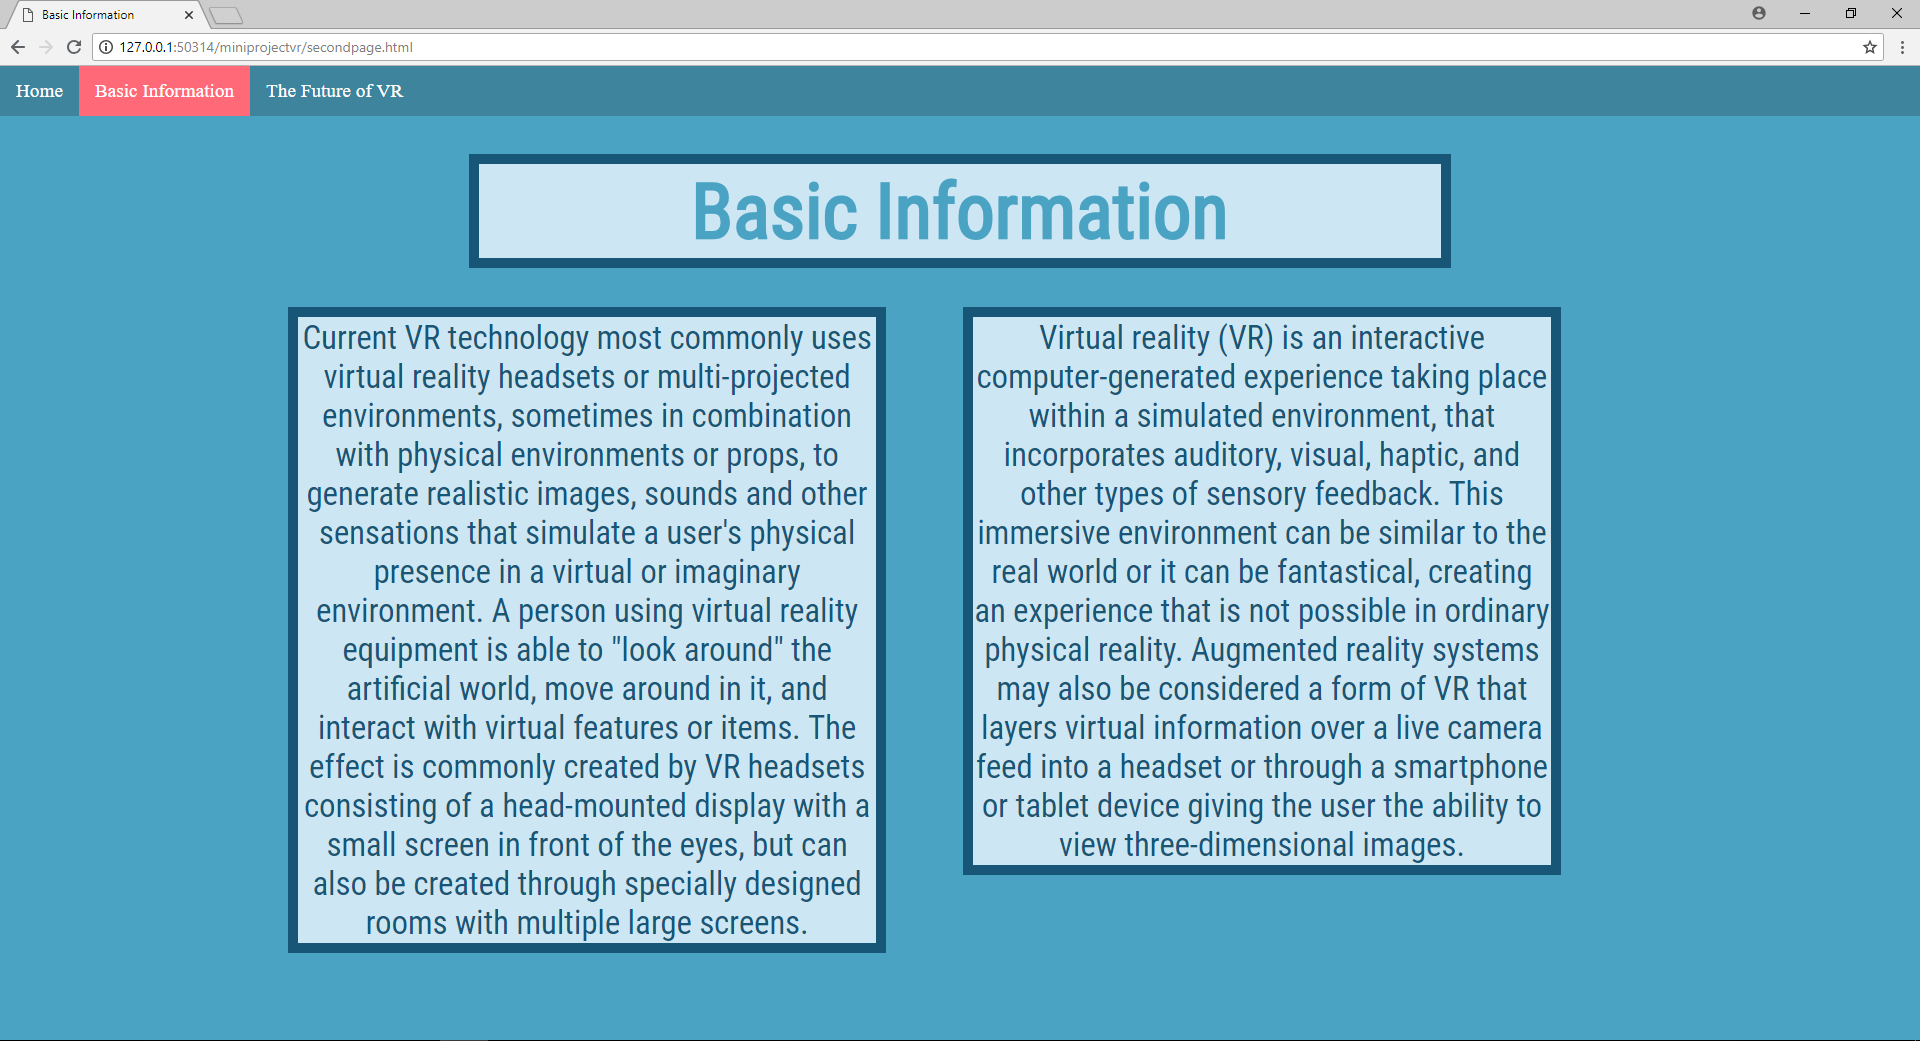 Basic Information
127.0.0.1:50314/miniprojectvr/secondpage.html
Home
Basic Information
The Future of VR
Basic Information
Current VR technology most commonly uses
virtual reality headsets or multi-projected
environments, sometimes in combination
with physical environments or props, to
generate realistic images, sounds and other
sensations that simulate a user's physical
presence in a virtual or imaginary
environment. A person using virtual reality
equipment is able to "look around" the
artificial world, move around in it, and
interact with virtual features or items. The
effect is commonly created by VR headsets
consisting of a head-mounted display with a
small screen in front of the eyes, but can
also be created through specially designed
rooms with multiple large screens.
Virtual reality (VR) is an interactive
computer-generated experience taking place
within a simulated environment, that
incorporates auditory, visual, haptic, and
other types of sensory feedback. This
immersive environment can be similar to the
real world or it can be fantastical, creating
an experience that is not possible in ordinary
physical reality. Augmented reality systems
may also be considered a form of VR that
layers virtual information over a live camera
feed into a headset or through a smartphone
or tablet device giving the user the ability to
view three-dimensional images.